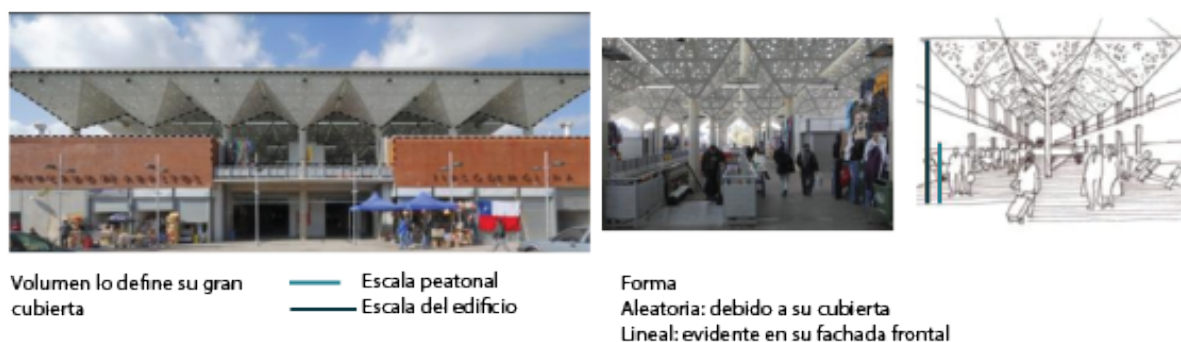 Volumen lo define su gran
cubierta
Escala peatonal
Escala del edificio
Forma
Aleatoria: debido a su cubierta
Lineal: evidente en su fachada frontal